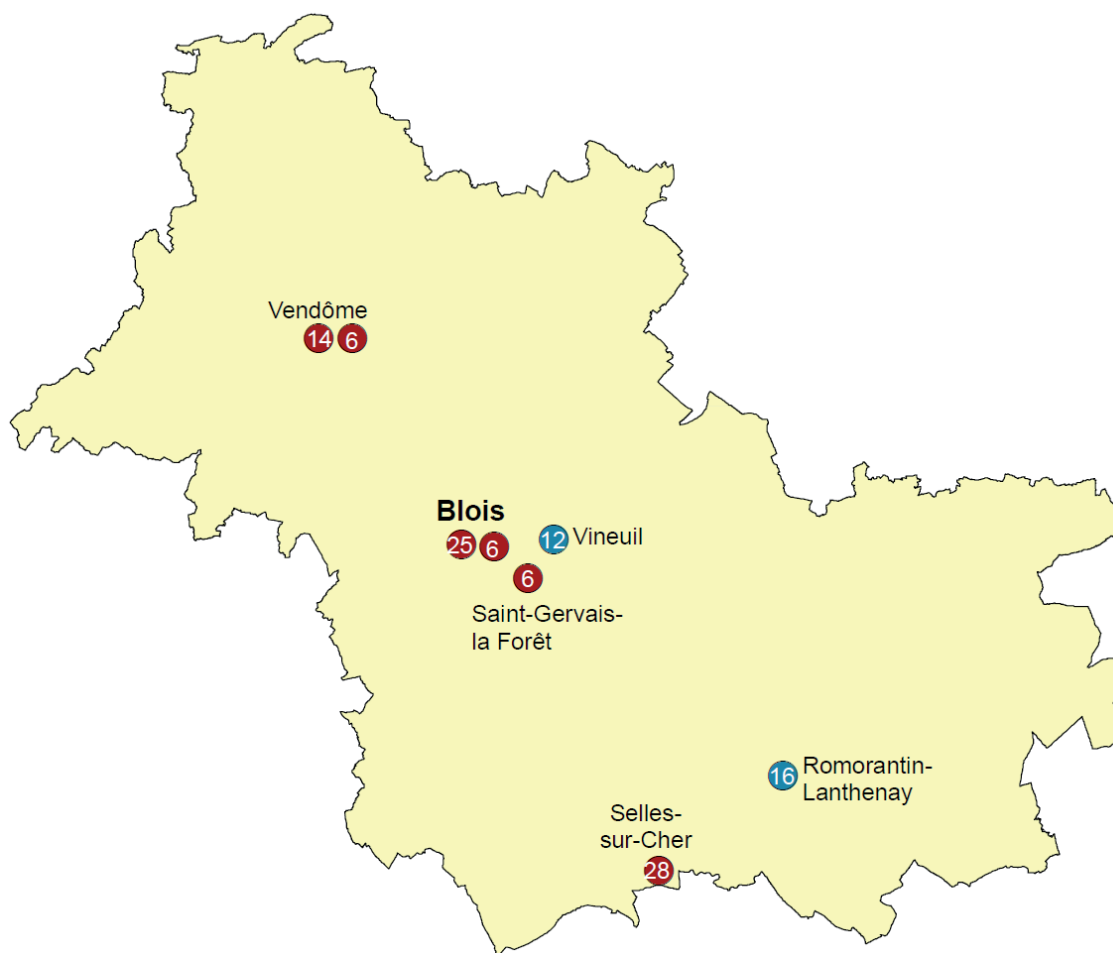 Vendôme
14 6
Blois
25 6 12 Vineuil
6
Saint-Gervais-
la Forêt
16 Romorantin-
Lanthenay
Selles-
sur-Cher
28